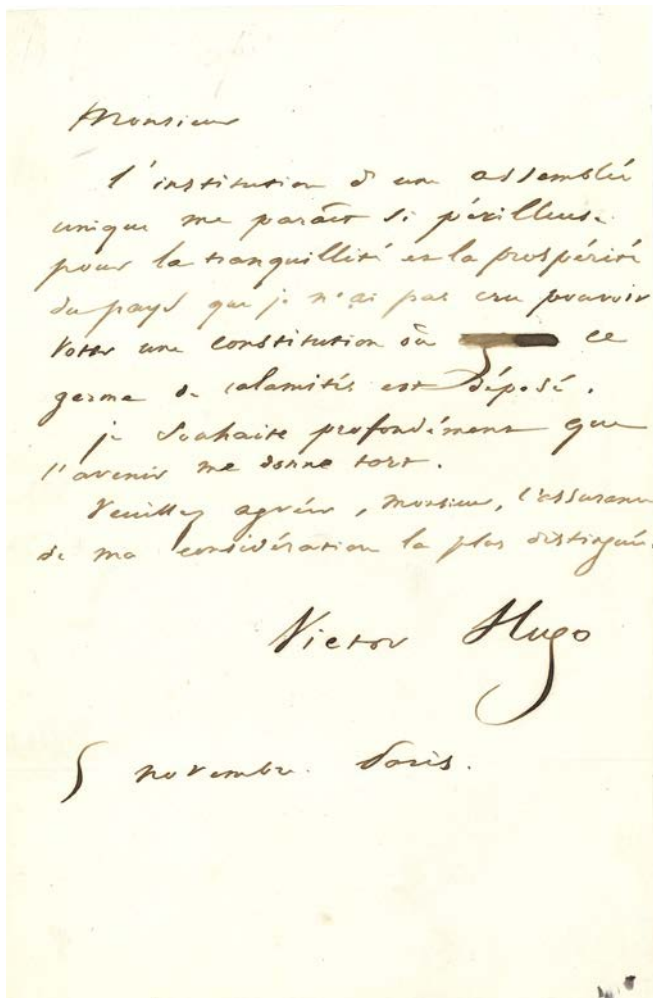 Monsieur
l'institution d'une assemblée
unique me paraît si périlleuse
pour la tranquillité et la prospérité
du pays que je n'ai pas cru pouvoir
voter une constitution où ce
germe de calamités est déposé.
je souhaite profondément que
l'avenir me donne tort.
Veuillez agréer, Monsieur, l'assurance
de ma considération la plus distinguée.
Victor Hugo
5 novembre. Paris.